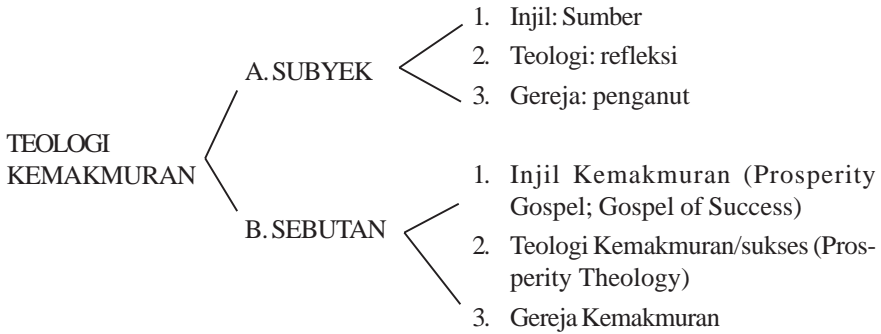 TEOLOGI
KEMAKMURAN
A. SUBYEK
1. Injil: Sumber
2. Teologi: refleksi
3. Gereja: penganut
B. SEBUTAN
1. Injil Kemakmuran (Prosperity
Gospel; Gospel of Success)
2. Teologi Kemakmuran/sukses (Pros-
perity Theology)
3. Gereja Kemakmuran